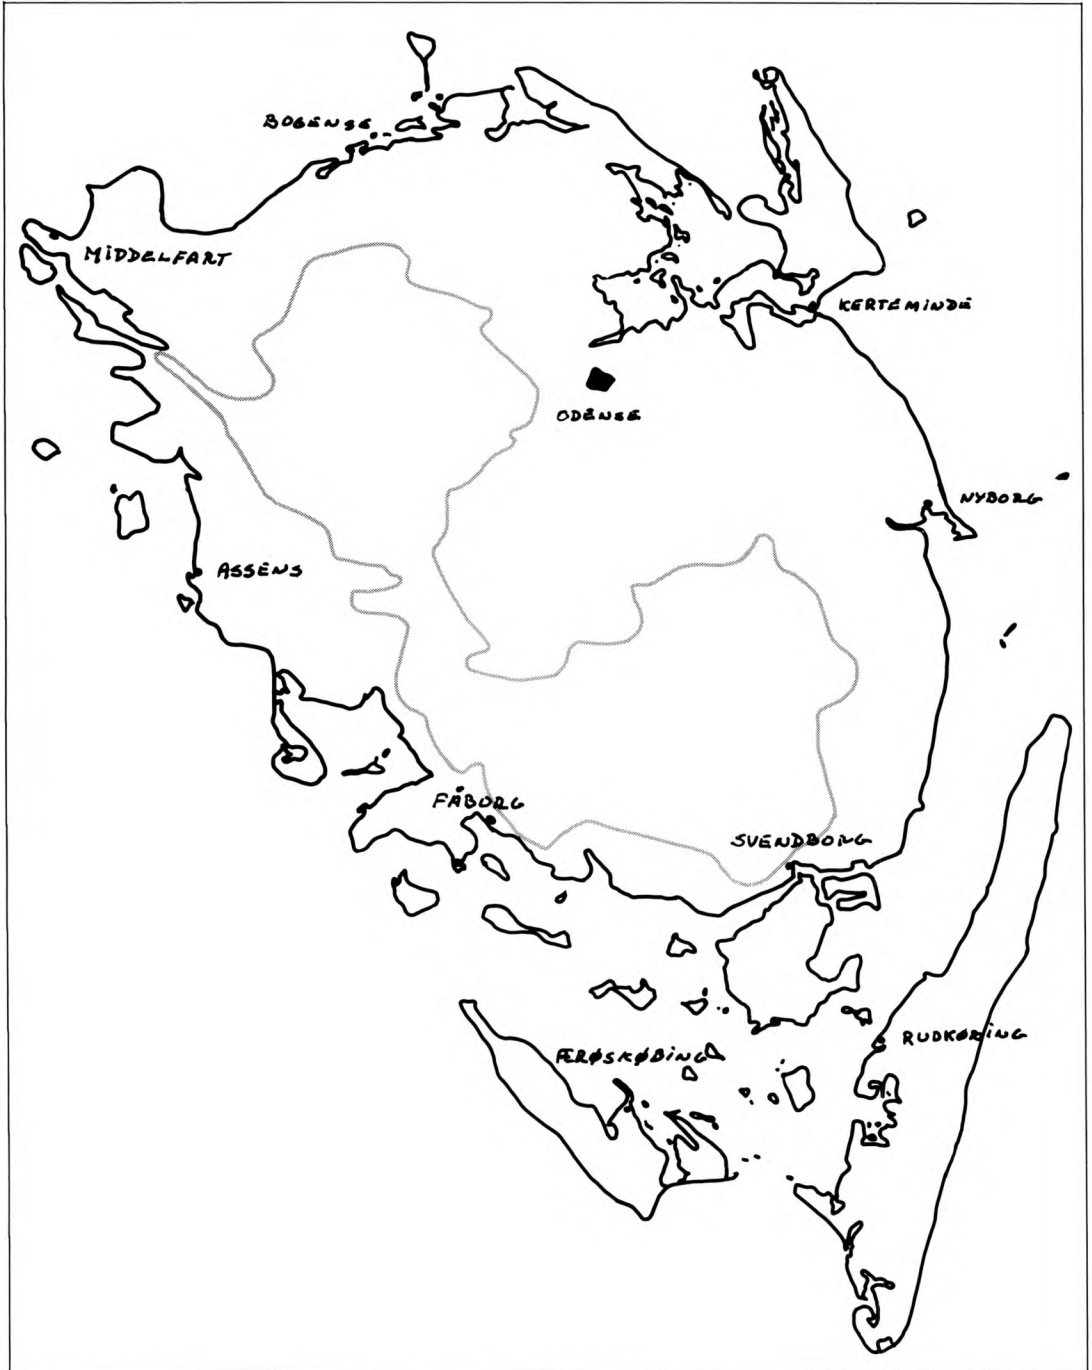 BOGENSE
MIDDELFART
KERTEMINDE
ODENSE
NYBORG
ASSENS
FÅBORG
SVENDBORG
RUDKØBING
ÆRØSKØBING